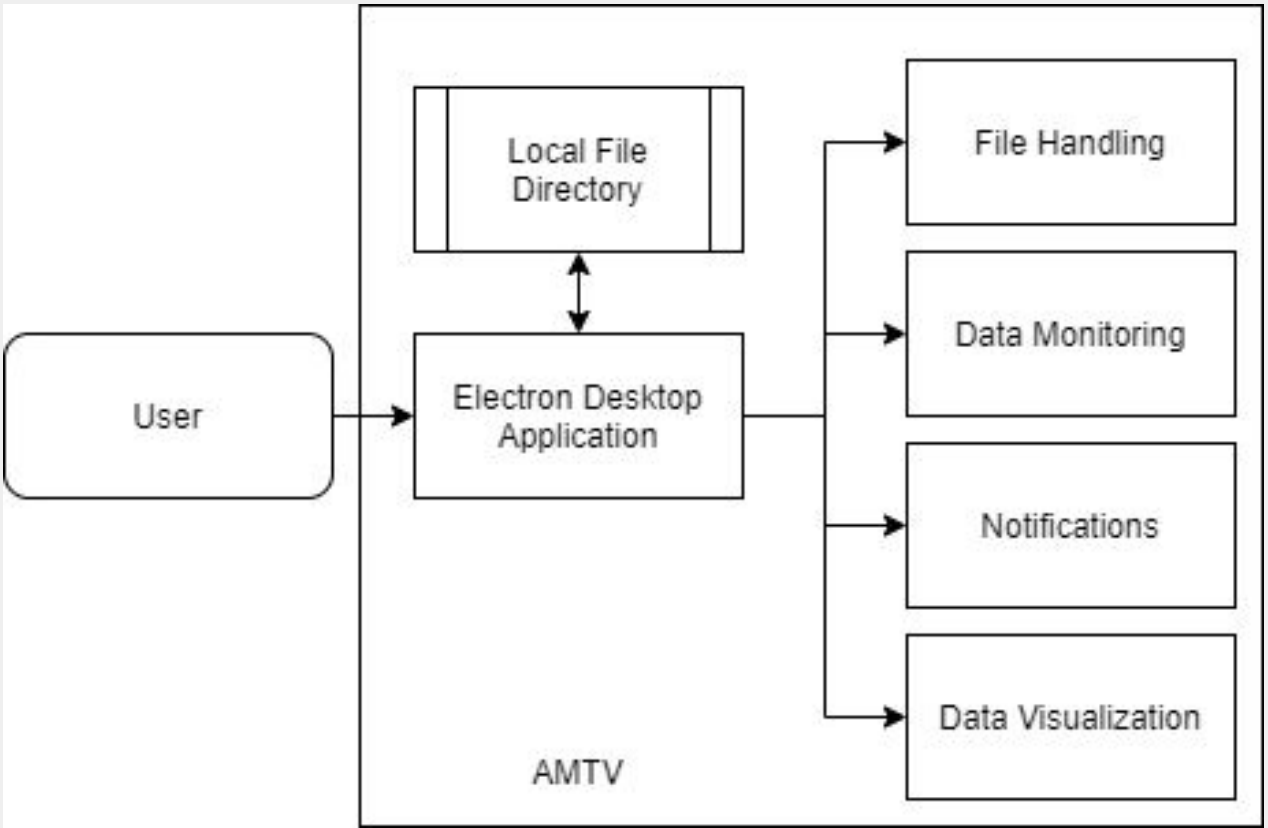 Local File
Directory
File Handling
Data Monitoring
User
Electron Desktop
Application
Notifications
Data Visualization
AMTV